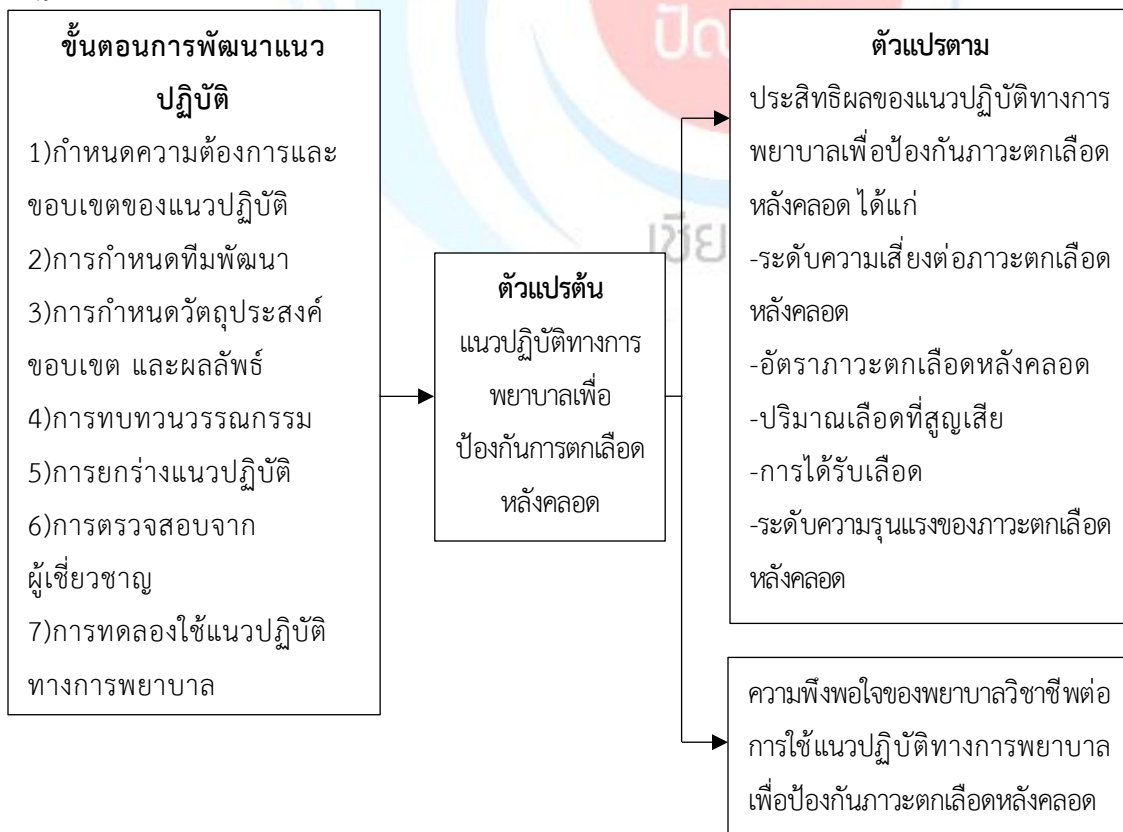 ขั้นตอนการพัฒนาแนว
ปฏิบัติ
1)กำหนดความต้องการและ
ขอบเขตของแนวปฏิบัติ
2)การกำหนดทีมพัฒนา
3)การกำหนดวัตถุประสงค์
ขอบเขต และผลลัพธ์
4)การทบทวนวรรณกรรม
5)การยกร่างแนวปฏิบัติ
6)การตรวจสอบจาก
ผู้เชี่ยวชาญ
7)การทดลองใช้แนวปฏิบัติ
ทางการพยาบาล
ตัวแปรต้น
แนวปฏิบัติทางการ
พยาบาลเพื่อ
ป้องกันการตกเลือด
หลังคลอด
ตัวแปรตาม
ประสิทธิผลของแนวปฏิบัติทางการ
พยาบาลเพื่อป้องกันภาวะตกเลือด
หลังคลอด ได้แก่
-ระดับความเสี่ยงต่อภาวะตกเลือด
หลังคลอด
-อัตราภาวะตกเลือดหลังคลอด
-ปริมาณเลือดที่สูญเสีย
-การได้รับเลือด
-ระดับความรุนแรงของภาวะตกเลือด
หลังคลอด
ความพึงพอใจของพยาบาลวิชาชีพต่อ
การใช้แนวปฏิบัติทางการพยาบาล
เพื่อป้องกันภาวะตกเลือดหลังคลอด